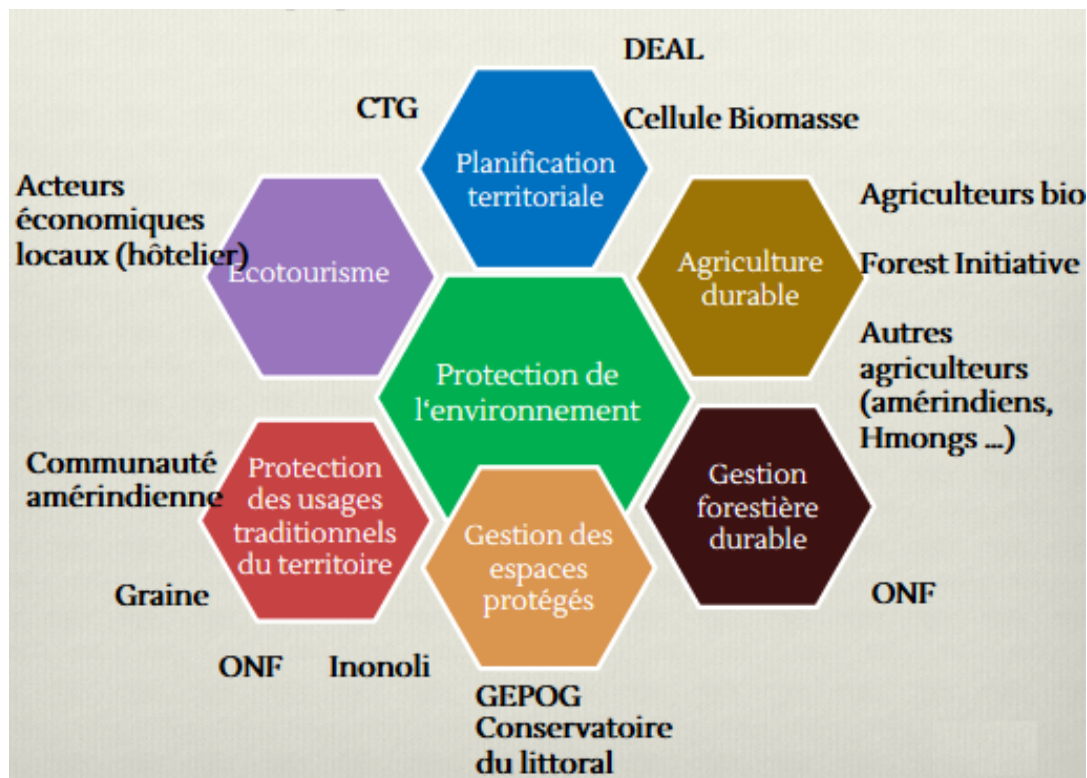 DEAL
CTG
Cellule Biomasse
Planification
territoriale
Acteurs
économiques
locaux (hôtelier)
Ecotourisme
Agriculteurs bio
Forest Initiative
Agriculture
durable
Autres
agriculteurs
(amérindiens,
Hmongs ...)
Protection de
l'environnement
Communauté
amérindienne
Protection
des usages
traditionnels
du territoire
Gestion des
espaces
protégés
Gestion
forestière
durable
Graine
ONF
ONF
Inonoli
GEPOG
Conservatoire
du littoral